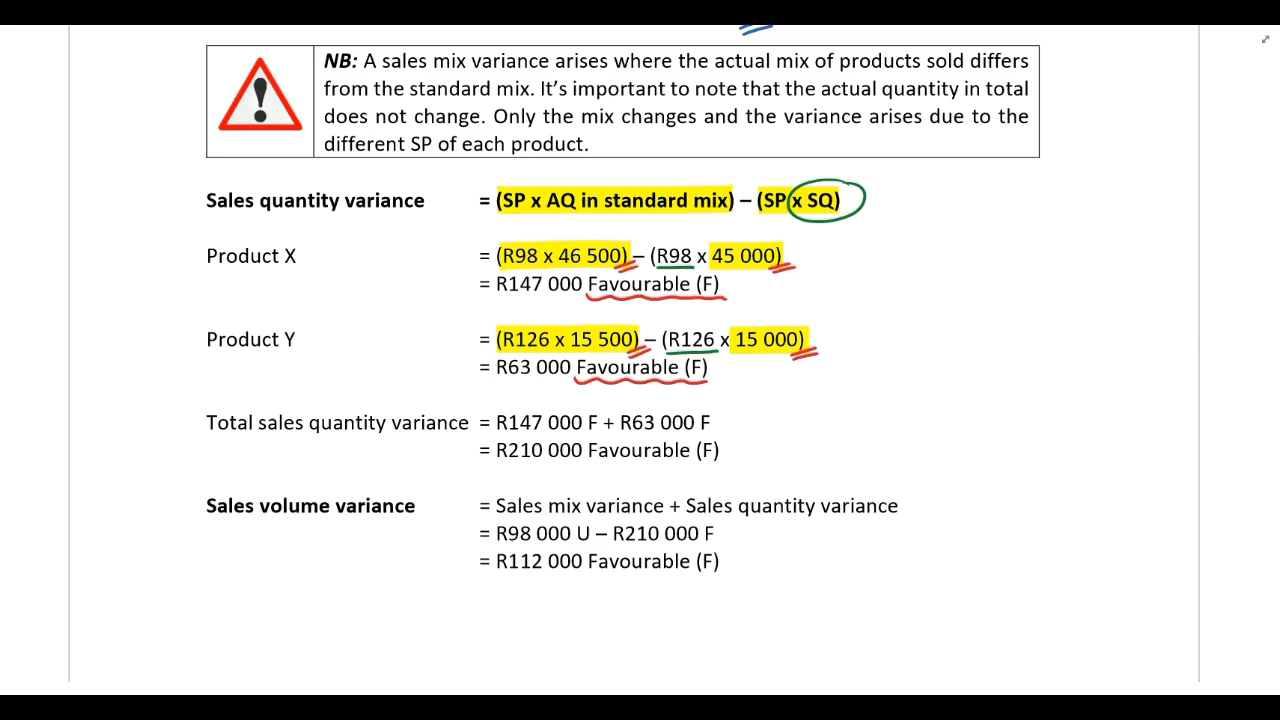 NB: A sales mix variance arises where the actual mix of products sold differs
from the standard mix. It’s important to note that the actual quantity in total
does not change. Only the mix changes and the variance arises due to the
different SP of each product.
Sales quantity variance = (SP x AQ in standard mix) – (SP x SQ)
Product X = (R98 x 46 500) – (R98 x 45 000)
= R147 000 Favourable (F)
Product Y = (R126 x 15 500) – (R126 x 15 000)
= R63 000 Favourable (F)
Total sales quantity variance = R147 000 F + R63 000 F
= R210 000 Favourable (F)
Sales volume variance = Sales mix variance + Sales quantity variance
= R98 000 U – R210 000 F
= R112 000 Favourable (F)